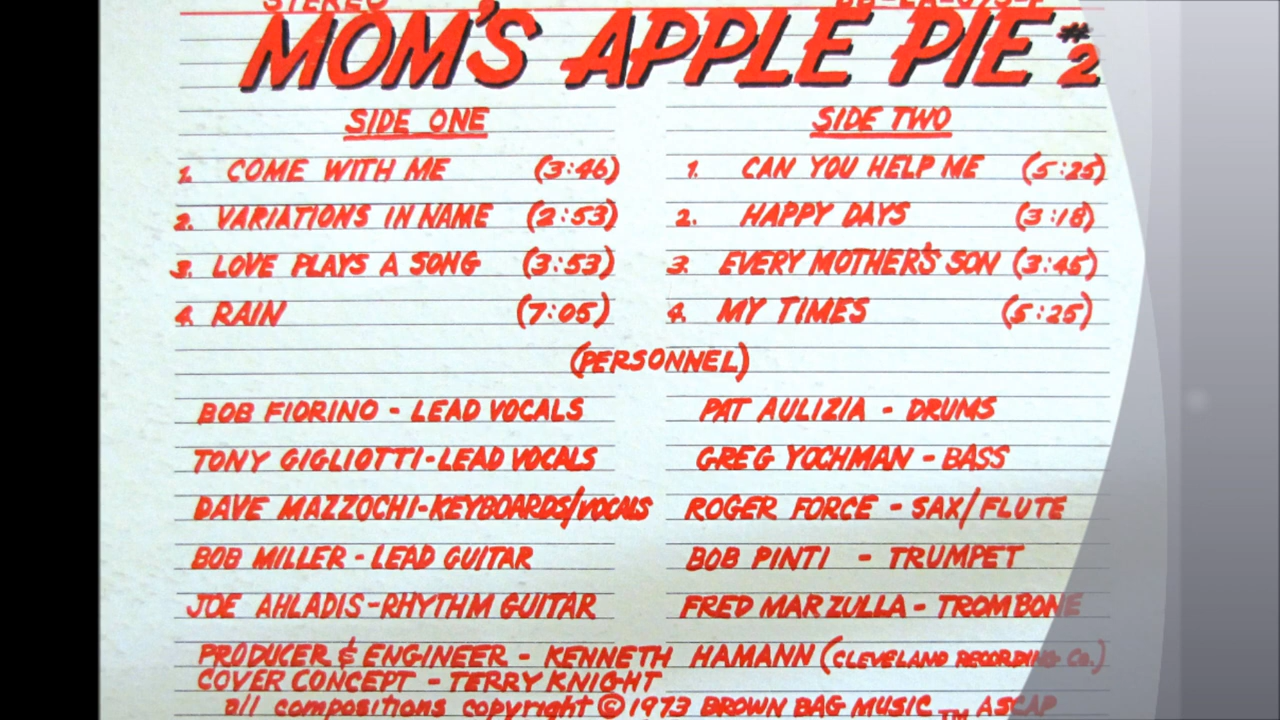 STEREO
MOM'S APPLE PIE #2
SIDE ONE
1. COME WITH ME (3:46)
2. VARIATIONS IN NAME (2:53)
3. LOVE PLAYS A SONG (3:53)
4. RAIN (7:05)
SIDE TWO
1. CAN YOU HELP ME (5:25)
2. HAPPY DAYS (3:18)
3. EVERY MOTHER'S SON (3:45)
4. MY TIMES (5:25)
(PERSONNEL)
BOB FIORINO - LEAD VOCALS
TONY GIGLIOTTI - LEAD VOCALS
DAVE MAZZOCHI - KEYBOARDS/VOCALS
BOB MILLER - LEAD GUITAR
JOE AHLADIS - RHYTHM GUITAR
PAT AULIZIA - DRUMS
GREG YOCHMAN - BASS
ROGER FORCE - SAX/FLUTE
BOB PINTI - TRUMPET
FRED MARZULLA - TROMBONE
PRODUCER & ENGINEER - KENNETH HAMANN (CLEVELAND RECORDING Co.)
COVER CONCEPT - TERRY KNIGHT
all compositions copyright © 1973 BROWN BAG MUSIC TM ASCAP